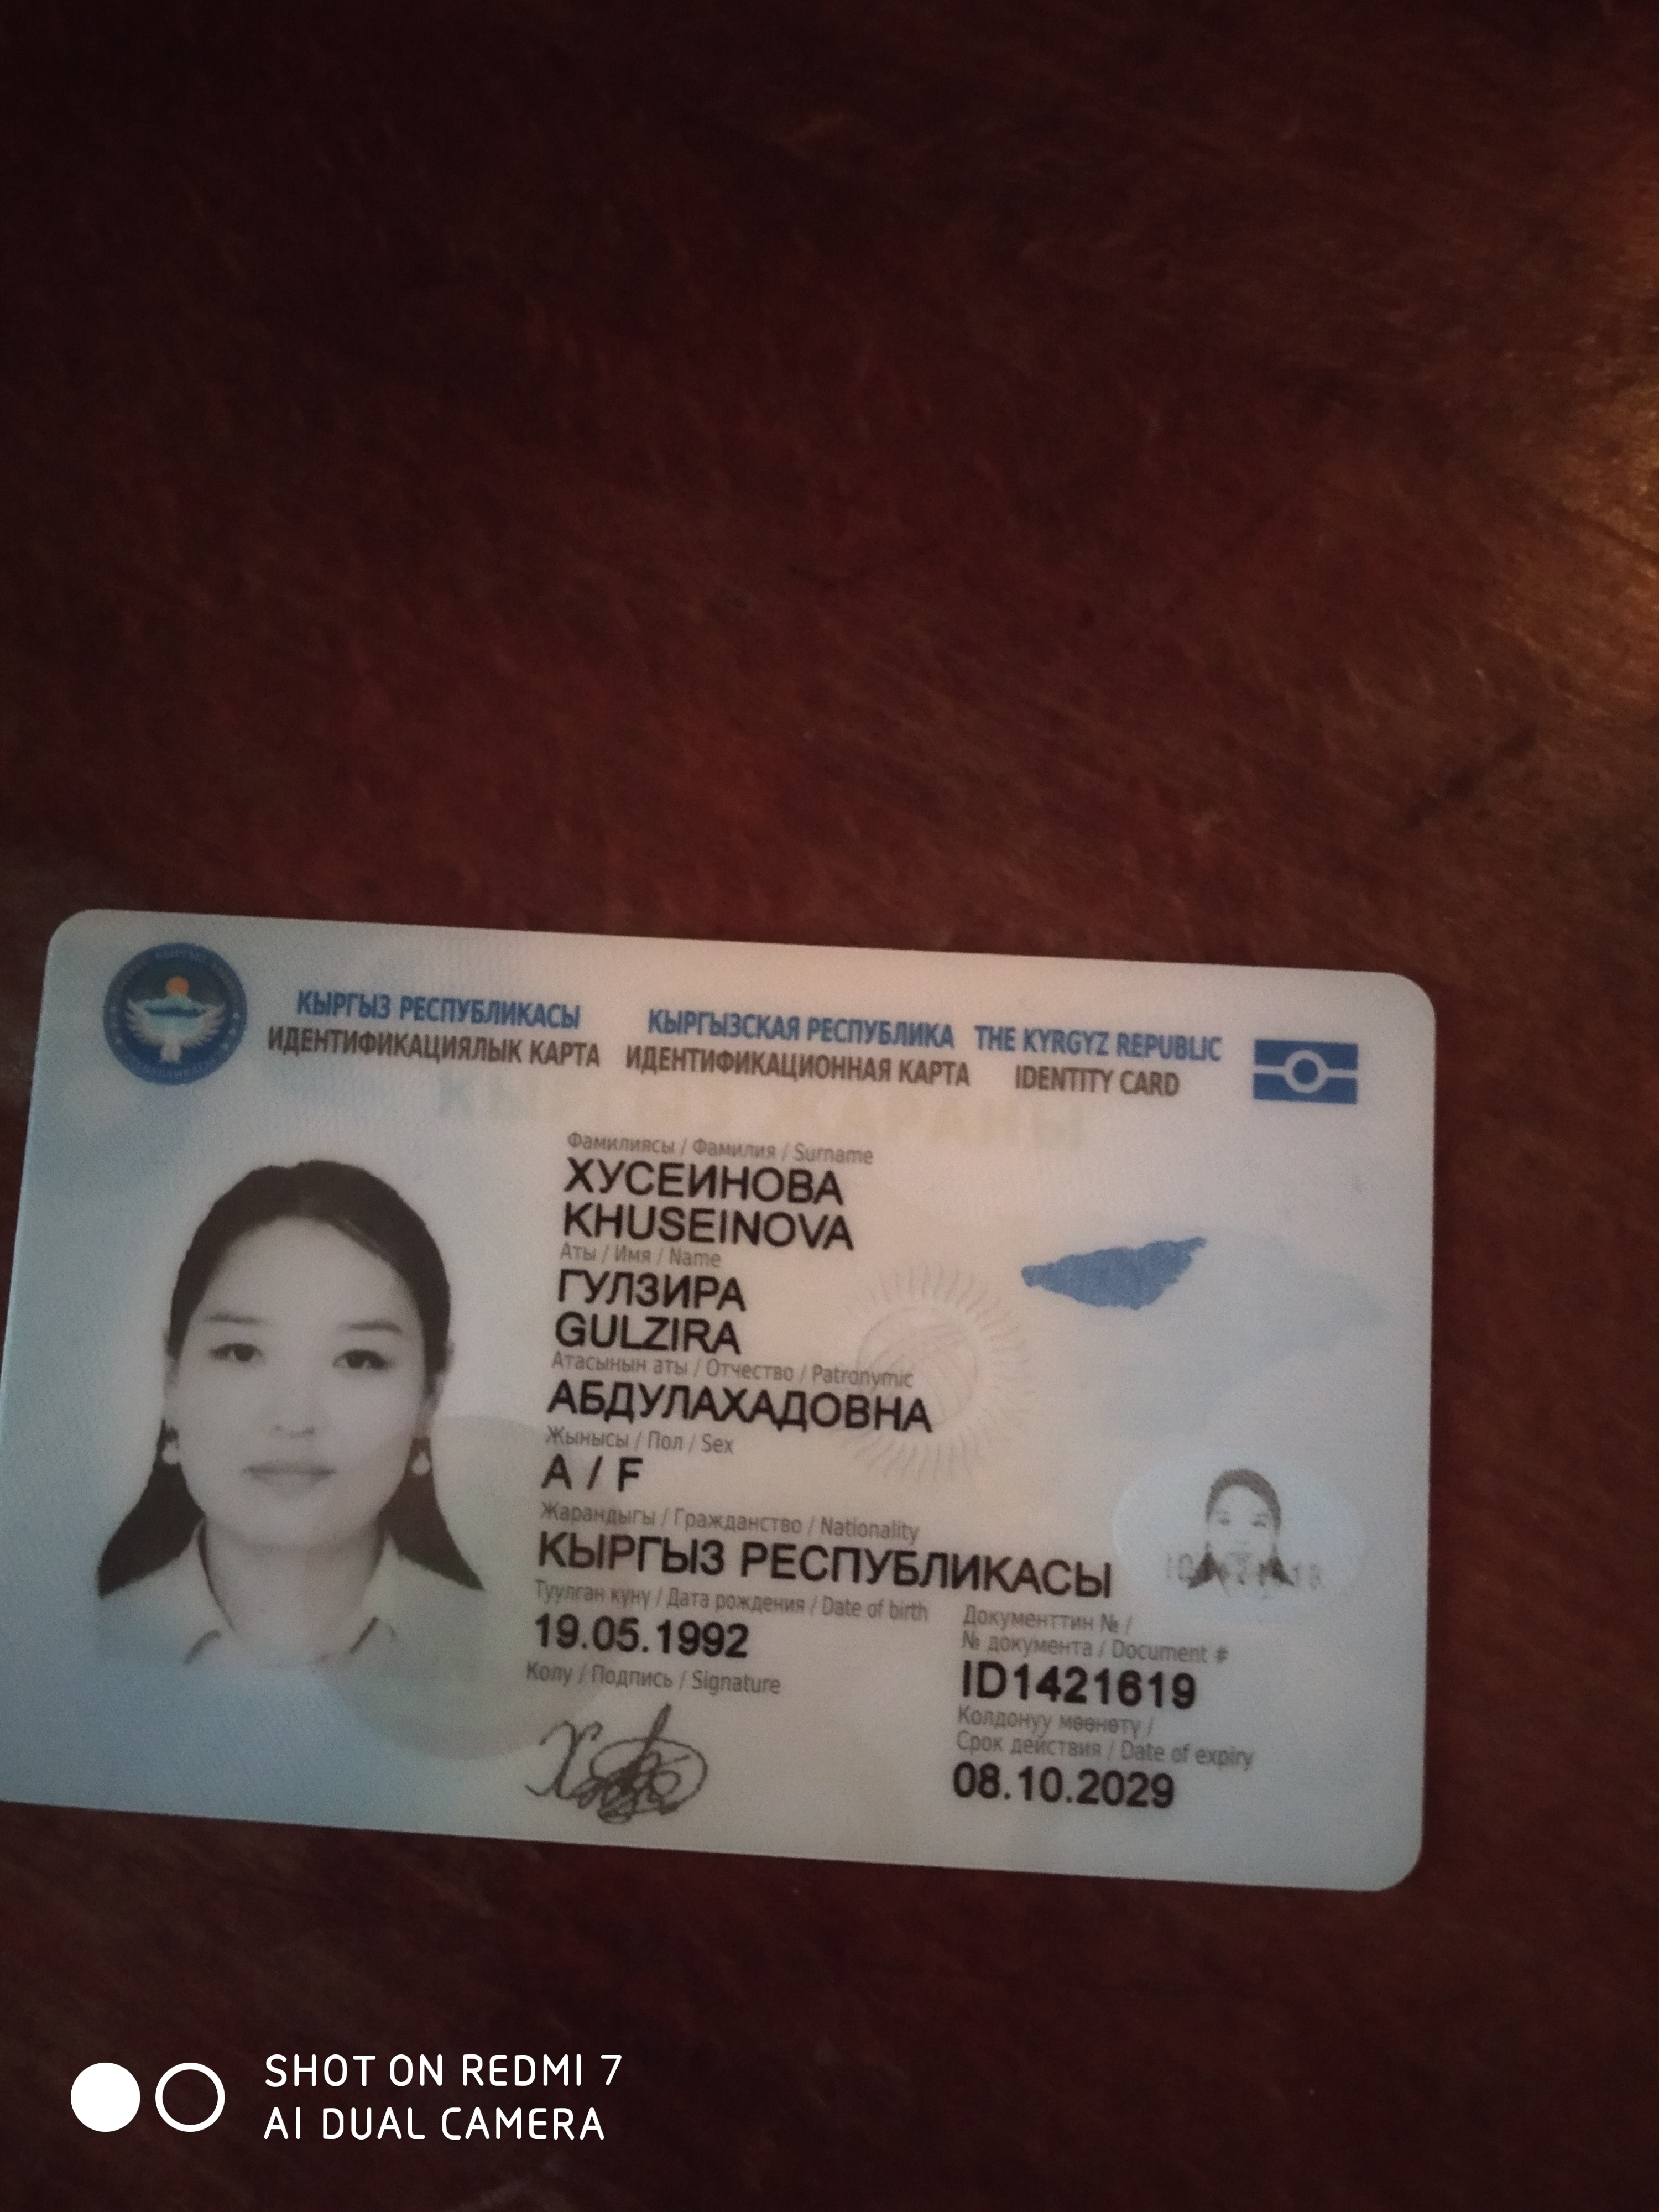 КЫРГЫЗ РЕСПУБЛИКАСЫ КЫРГЫЗСКАЯ РЕСПУБЛИКА THE KYRGYZ REPUBLIC
ИДЕНТИФИКАЦИЯЛЫК КАРТА ИДЕНТИФИКАЦИОННАЯ КАРТА IDENTITY CARD
КЫРГЫЗ ЖАРАНЫ
Фамилиясы / Фамилия / Surname
ХУСЕИНОВА
KHUSEINOVA
Аты / Имя / Name
ГУЛЗИРА
GULZIRA
Атасынын аты / Отчество / Patronymic
АБДУЛАХАДОВНА
Жынысы / Пол / Sex
А / F
Жарандыгы / Гражданство / Nationality
КЫРГЫЗ РЕСПУБЛИКАСЫ
Туулган күнү / Дата рождения / Date of birth
19.05.1992
Документтин № /
№ документа / Document #
ID1421619
Колу / Подпись / Signature
Колдонуу мөөнөтү /
Срок действия / Date of expiry
08.10.2029
SHOT ON REDMI 7
AI DUAL CAMERA